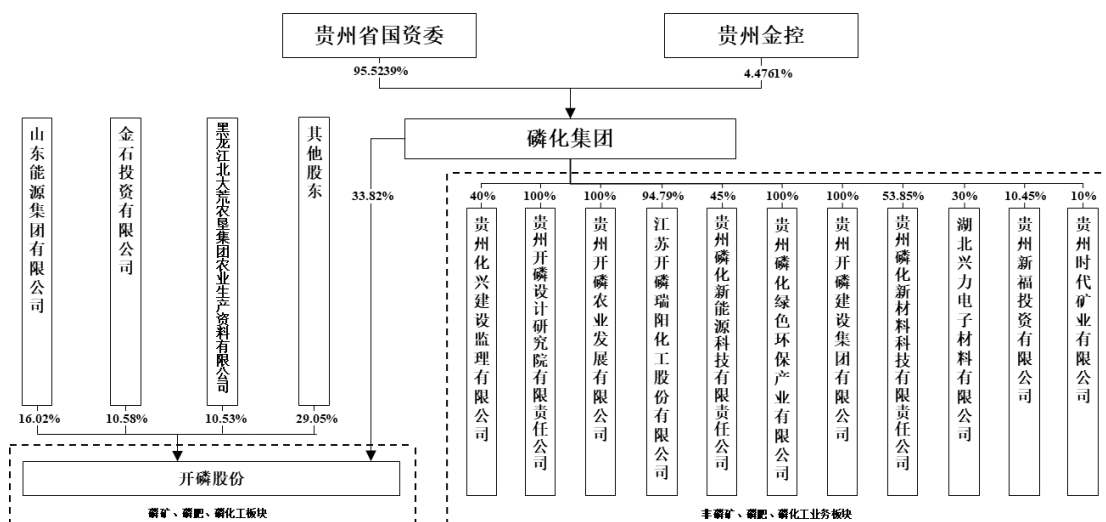 贵州省国资委
贵州金控
95.5239%
4.4761%
磷化集团
山东能源集团有限公司
金石投资有限公司
黑龙江北大荒农垦集团农业生产资料有限公司
其他股东
33.82%
40%
100%
100%
94.79%
45%
100%
100%
53.85%
30%
10.45%
10%
贵州化兴建设监理有限公司
贵州开磷设计研究院有限责任公司
贵州开磷农业发展有限公司
江苏开磷瑞阳化工股份有限公司
贵州磷化新能源科技有限责任公司
贵州磷化绿色环保产业有限公司
贵州开磷建设集团有限公司
贵州磷化新材料科技有限责任公司
湖北兴力电子材料有限公司
贵州新福投资有限公司
贵州时代矿业有限公司
16.02%
10.58%
10.53%
29.05%
开磷股份
磷矿、磷肥、磷化工板块
非磷矿、磷肥、磷化工业务板块